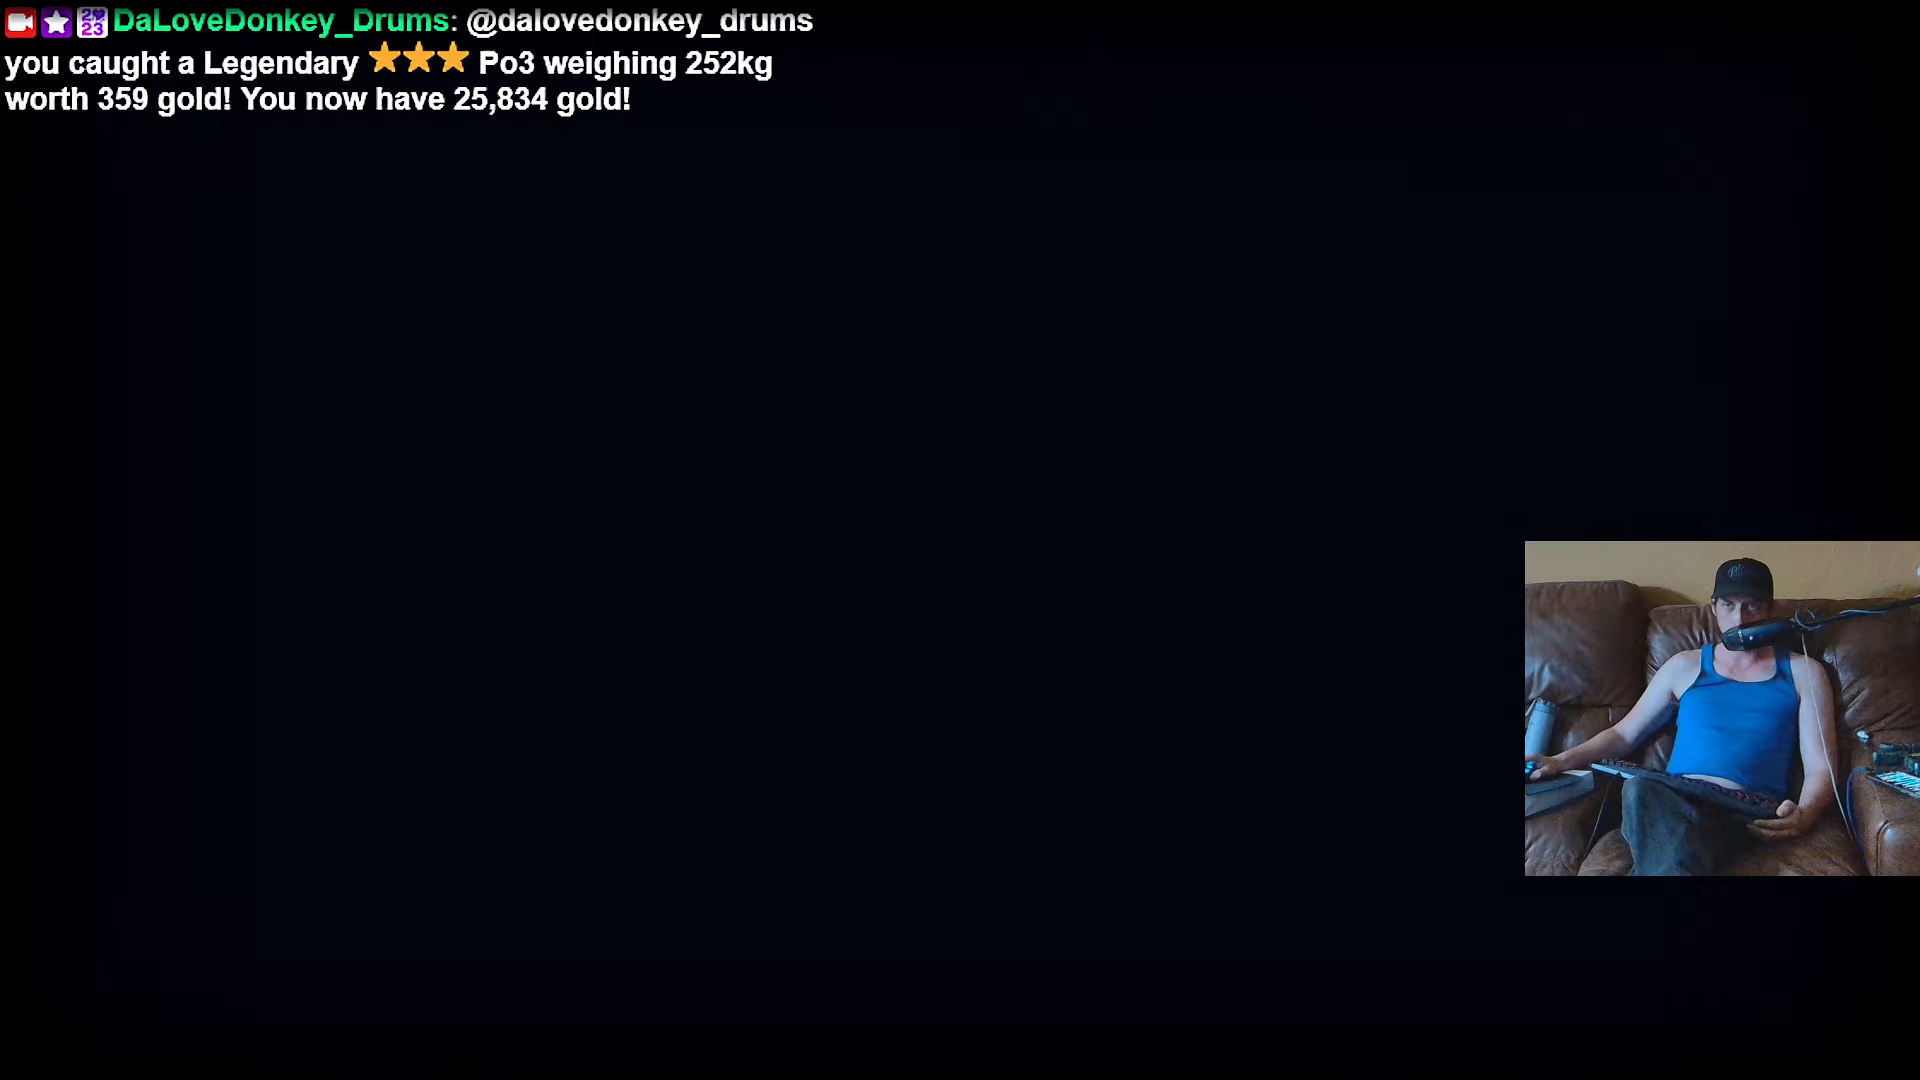 DaLoveDonkey_Drums: @dalovedonkey_drums
you caught a Legendary ★★★ Po3 weighing 252kg
worth 359 gold! You now have 25,834 gold!